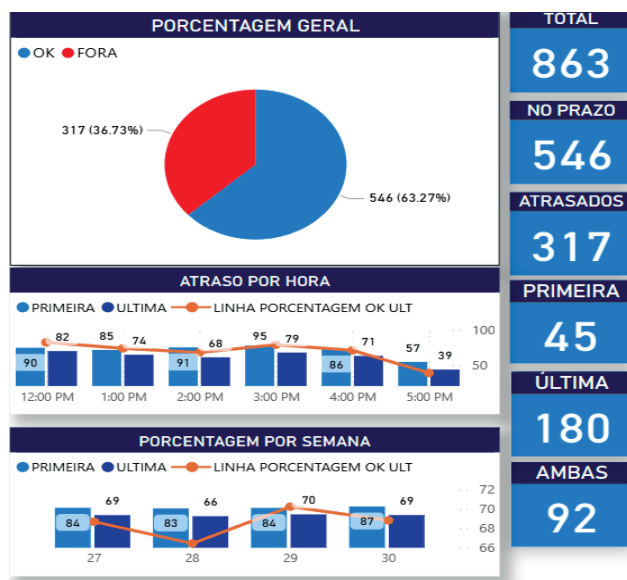 PORCENTAGEM GERAL
OK FORA
317 (36.73%)
546 (63.27%)
TOTAL
863
NO PRAZO
546
ATRASADOS
317
PRIMEIRA
45
ÚLTIMA
180
AMBAS
92
ATRASO POR HORA
PRIMEIRA ULTIMA LINHA PORCENTAGEM OK ULT
90 82 85 74 91 68 95 79 86 71 57 39
100
50
12:00 PM 1:00 PM 2:00 PM 3:00 PM 4:00 PM 5:00 PM
PORCENTAGEM POR SEMANA
PRIMEIRA ULTIMA LINHA PORCENTAGEM OK ULT
84 69 83 66 84 70 87 69
72
70
68
66
27 28 29 30